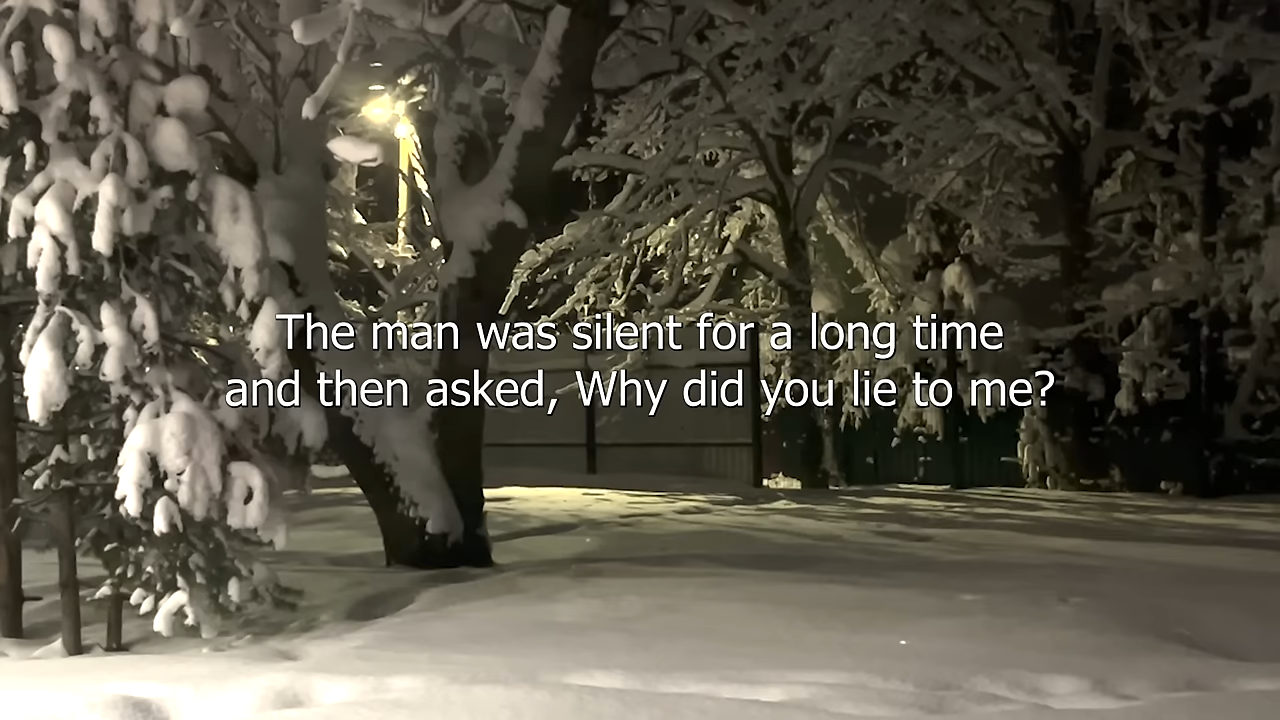 The man was silent for a long time
and then asked, Why did you lie to me?